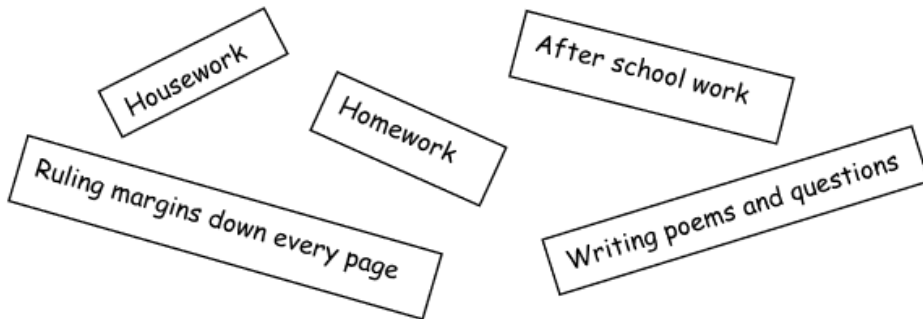 Housework
After school work
Homework
Ruling margins down every page
Writing poems and questions